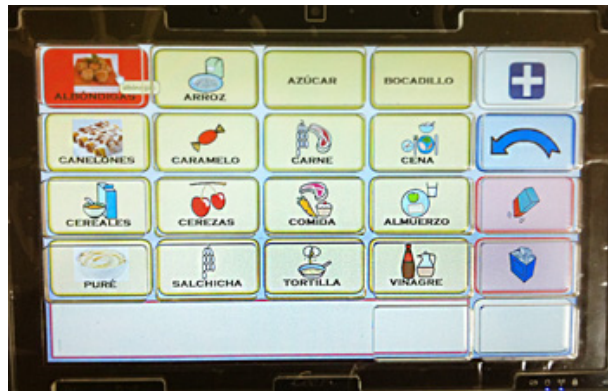 ALBÓNDIGAS
ARROZ
AZÚCAR
BOCADILLO
CANELONES
CARAMELO
CARNE
CENA
CEREALES
CEREZAS
COMIDA
ALMUERZO
PURÉ
SALCHICHA
TORTILLA
VINAGRE